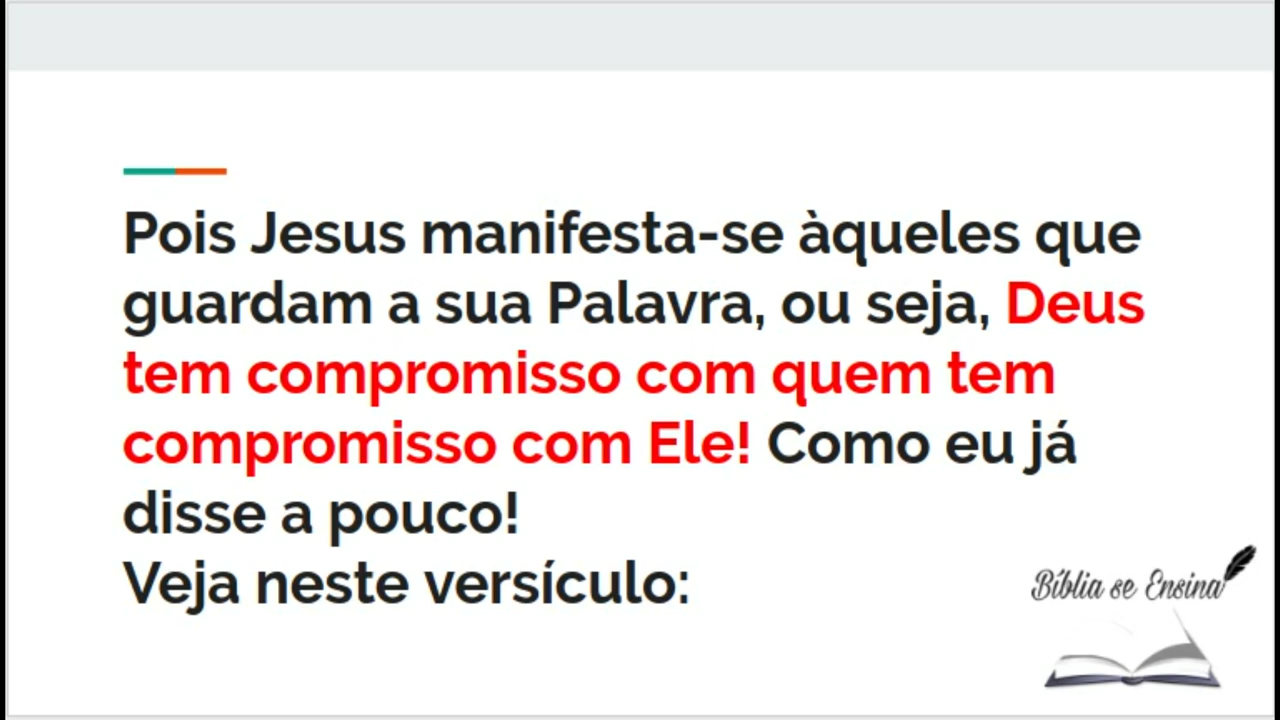 Pois Jesus manifesta-se àqueles que
guardam a sua Palavra, ou seja, Deus
tem compromisso com quem tem
compromisso com Ele! Como eu já
disse a pouco!
Veja neste versículo:
Bíblia se Ensina